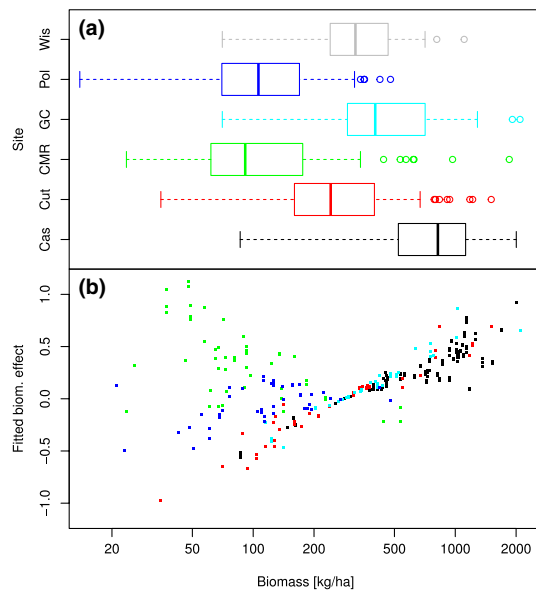 (a)
Wis
Pol
GC
CMR
Cut
Cas
Site
(b)
1.0
0.5
0.0
−0.5
−1.0
Fitted biom. effect
20 50 100 200 500 1000 2000
Biomass [kg/ha]